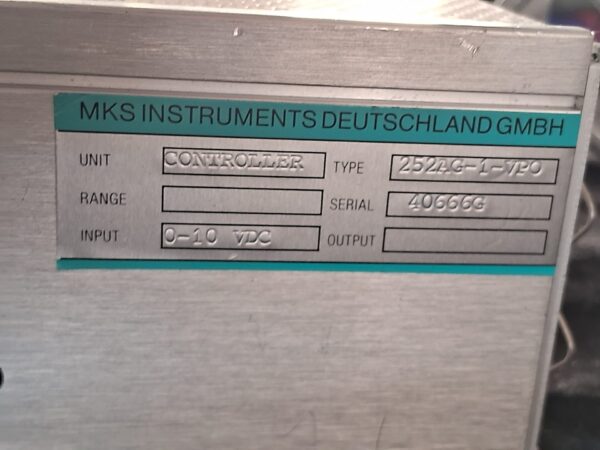 MKS INSTRUMENTS DEUTSCHLAND GMBH
UNIT CONTROLLER TYPE 252AG-1-VPO
RANGE SERIAL 40666G
INPUT 0-10 VDC OUTPUT